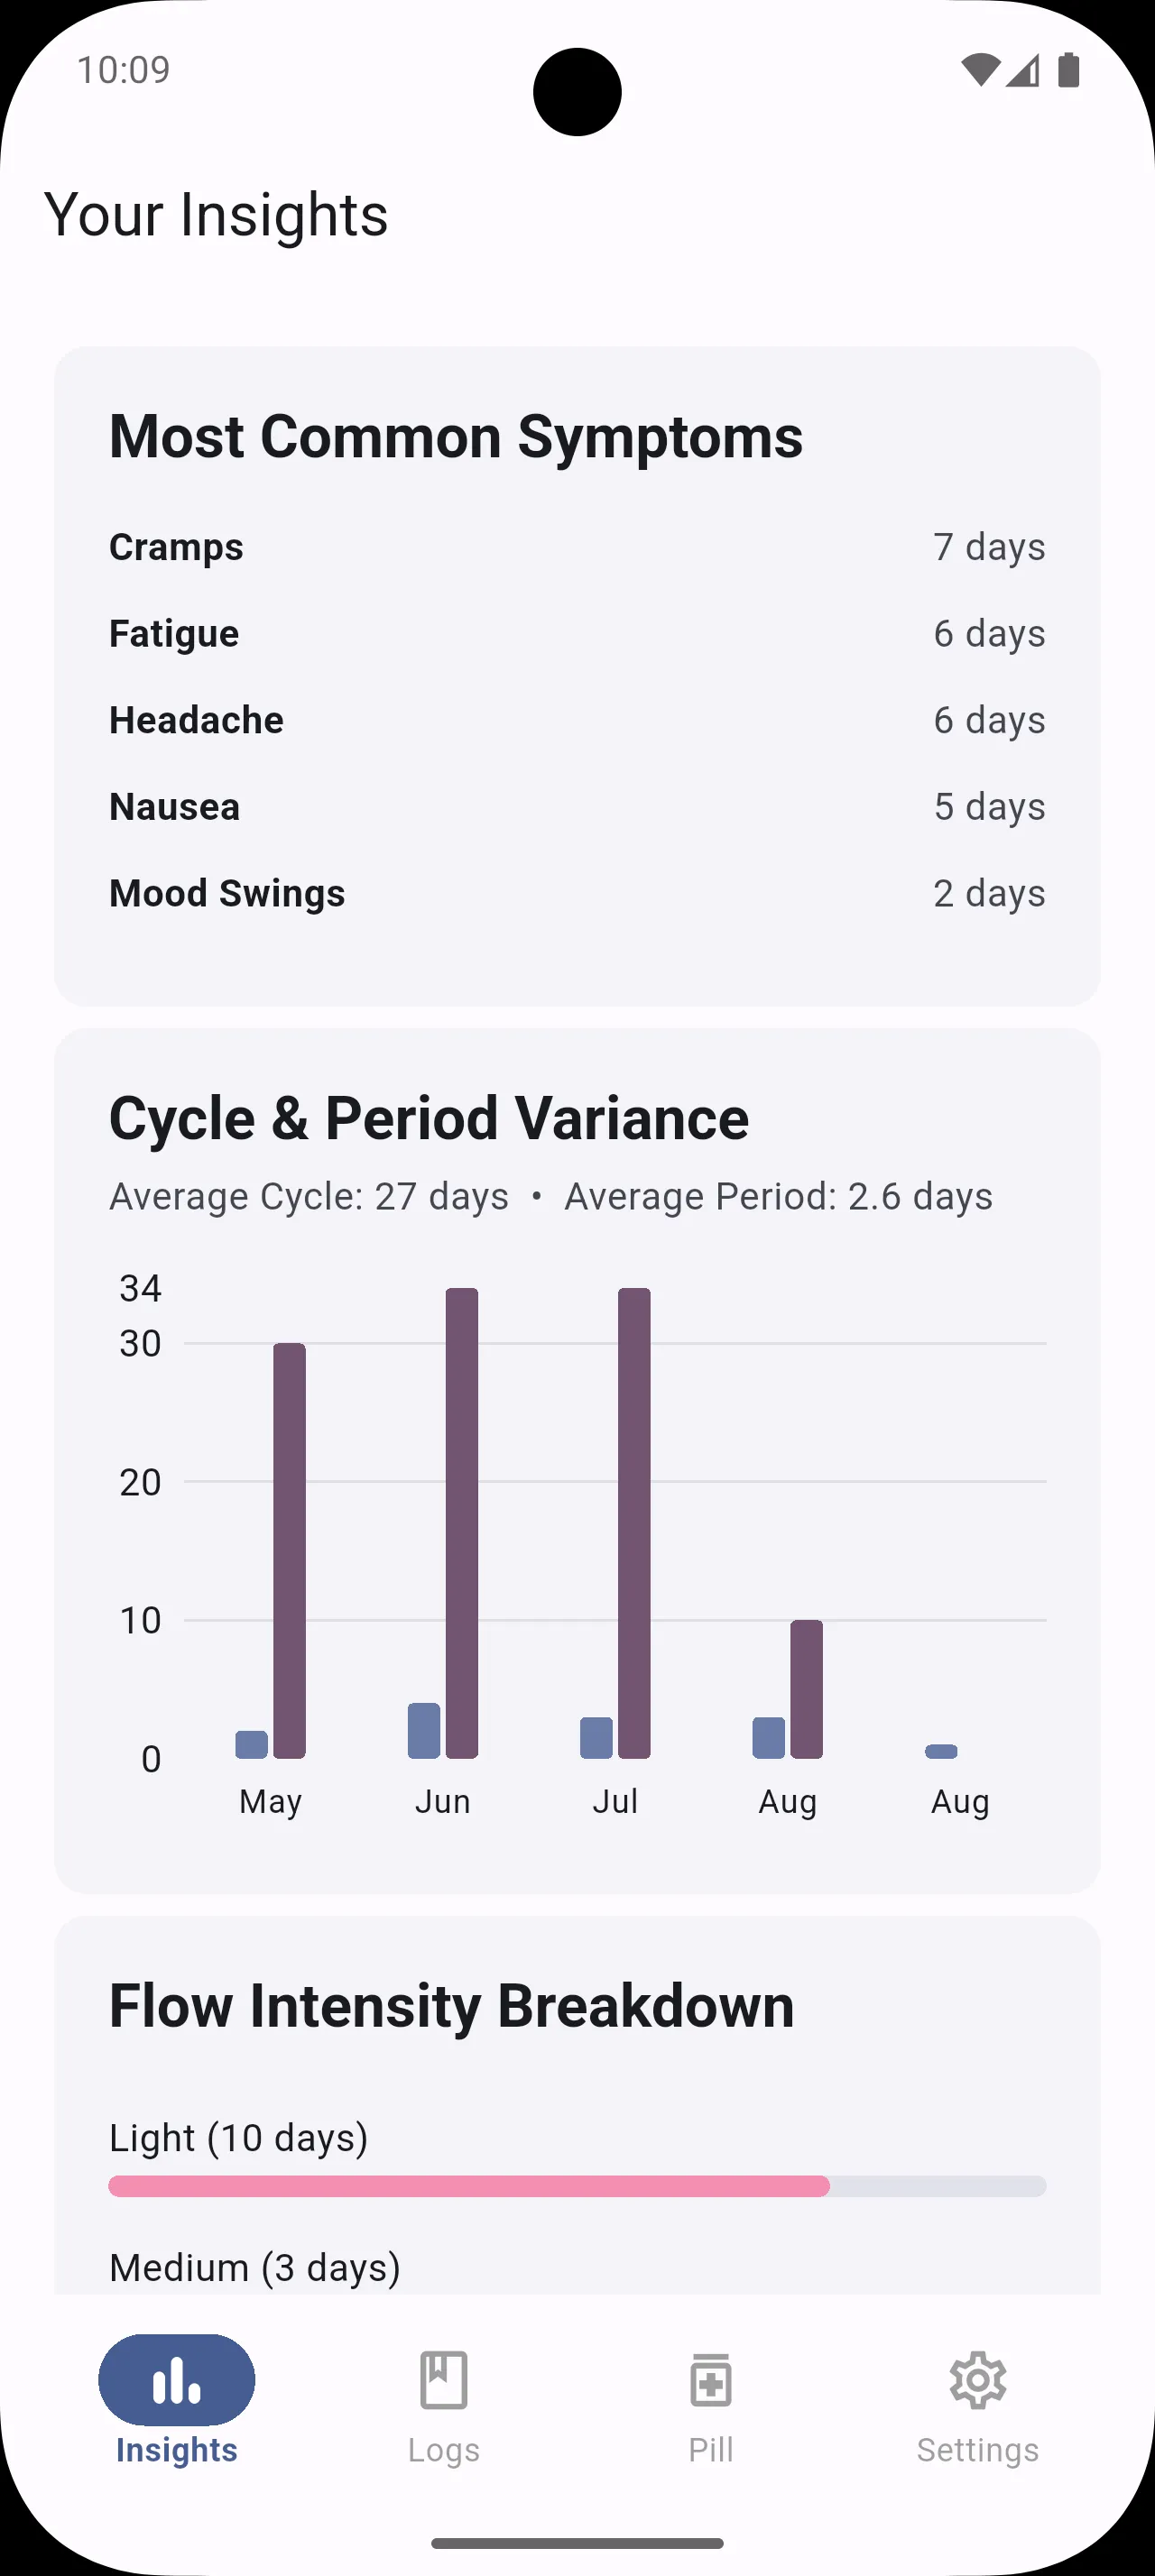 10:09
Your Insights
Most Common Symptoms
Cramps 7 days
Fatigue 6 days
Headache 6 days
Nausea 5 days
Mood Swings 2 days
Cycle & Period Variance
Average Cycle: 27 days • Average Period: 2.6 days
34
30
20
10
0
May Jun Jul Aug Aug
Flow Intensity Breakdown
Light (10 days)
Medium (3 days)
Insights Logs Pill Settings